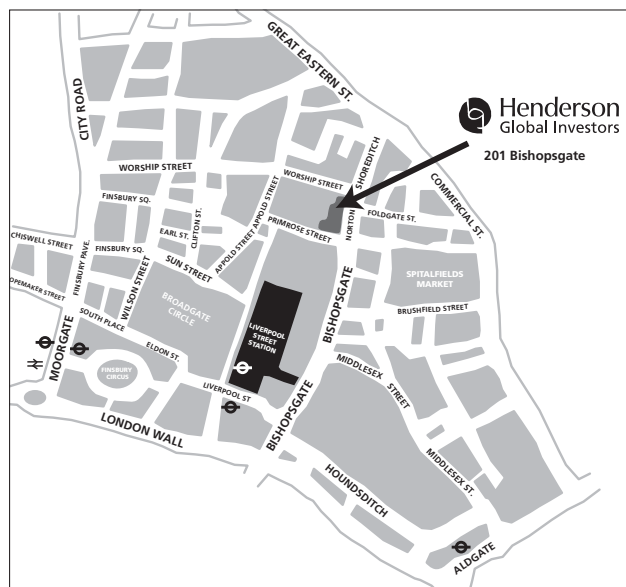 GREAT EASTERN ST.
CITY ROAD
Henderson
Global Investors
201 Bishopsgate
SHOREDITCH
COMMERCIAL ST.
WORSHIP STREET
WORSHIP STREET
FINSBURY SQ.
APPOLD STREET
NORTON
FOLDGATE ST.
PRIMROSE STREET
CHISWELL STREET
FINSBURY PAVE.
FINSBURY SQ.
EARL ST.
CLIFTON ST.
APPOLD STREET
SUN STREET
WILSON STREET
SPITALFIELDS
MARKET
BRUSHFIELD STREET
OPEMAKER STREET
BROADGATE
CIRCLE
BISHOPSGATE
SOUTH PLACE
LIVERPOOL
STREET
STATION
MOORGATE
ELDON ST.
FINSBURY
CIRCUS
LIVERPOOL ST
MIDDLESEX
STREET
BISHOPSGATE
LONDON WALL
MIDDLESEX ST.
HOUNDSDITCH
ALDGATE